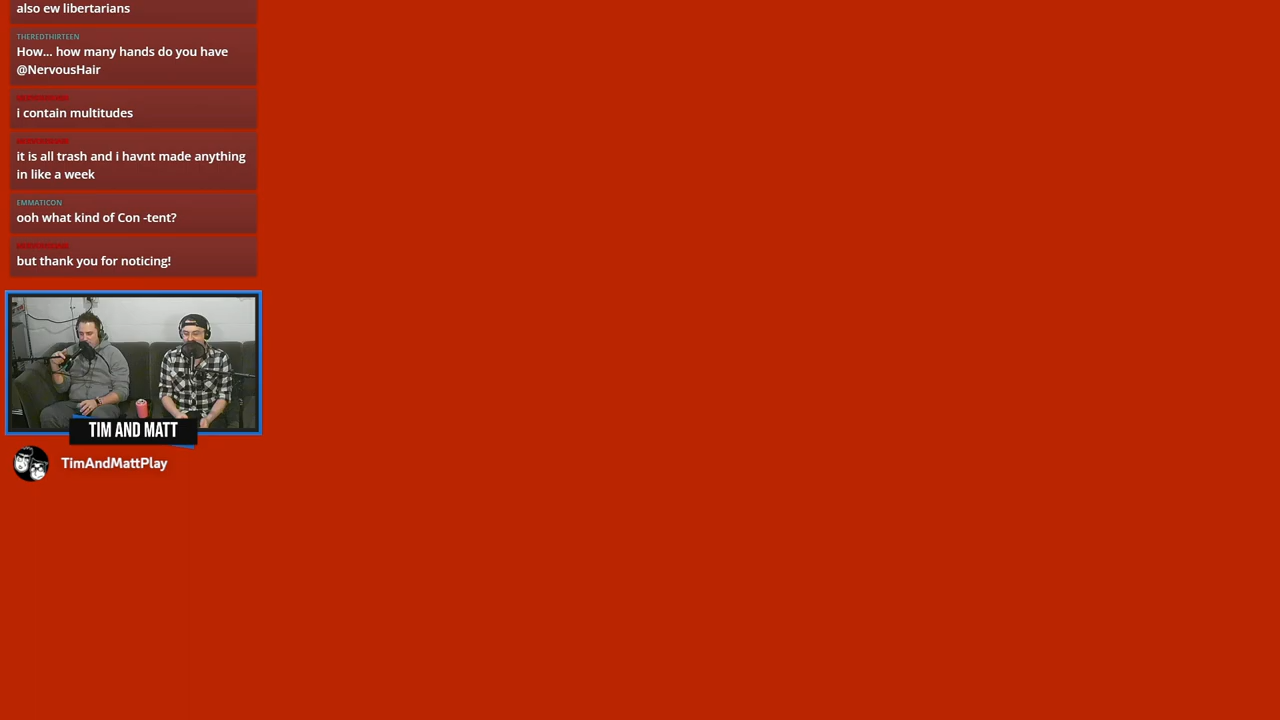 also ew libertarians
THEREDTHIRTEEN
How... how many hands do you have
@NervousHair
i contain multitudes
it is all trash and i havnt made anything
in like a week
EMMATICON
ooh what kind of Con -tent?
but thank you for noticing!
TIM AND MATT
TimAndMattPlay